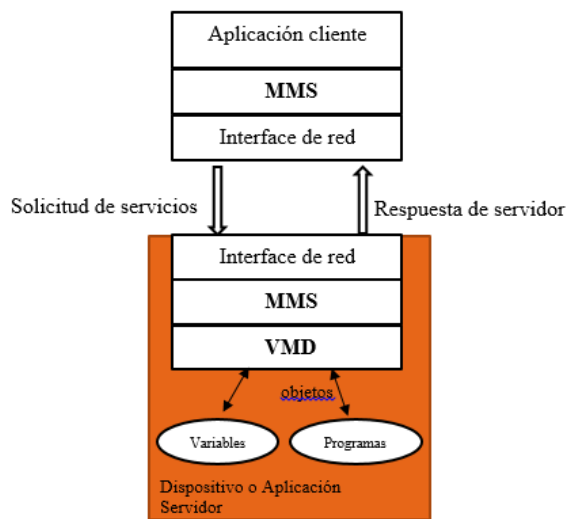 Aplicación cliente
MMS
Interface de red
Solicitud de servicios
Respuesta de servidor
Interface de red
MMS
VMD
objetos
Variables
Programas
Dispositivo o Aplicación
Servidor